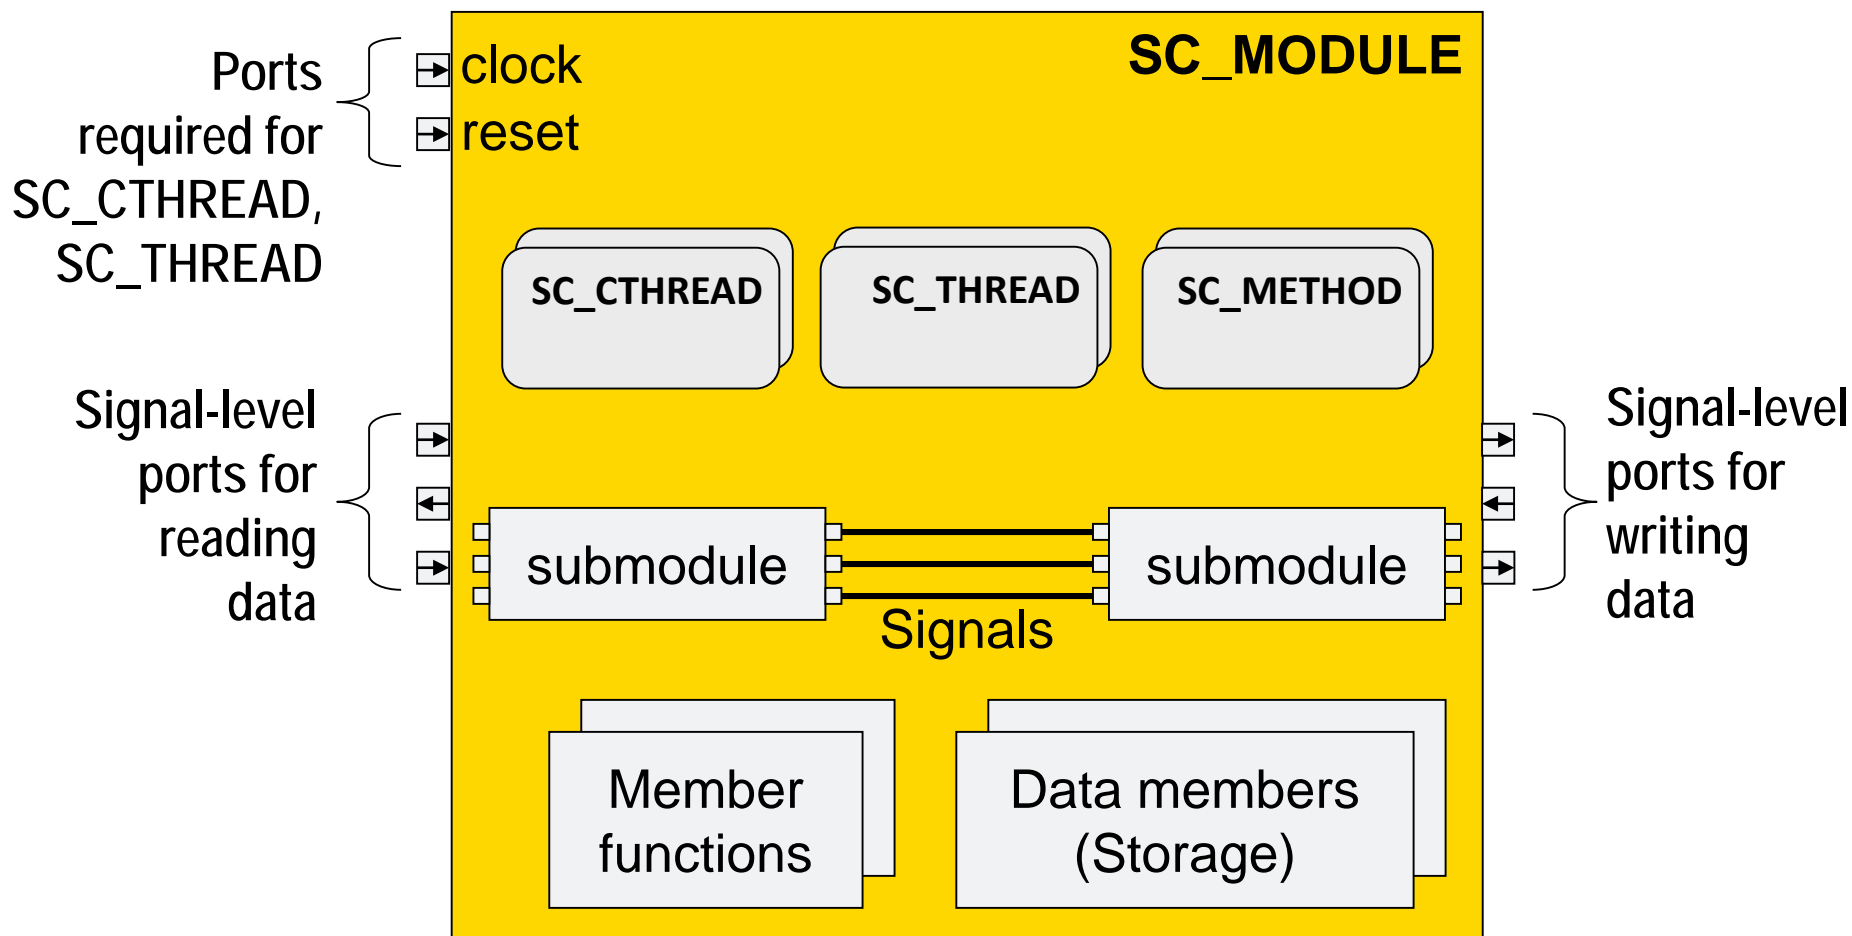 SC_MODULE
Ports
required for
SC_CTHREAD,
SC_THREAD
clock
reset
SC_CTHREAD
SC_THREAD
SC_METHOD
Signal-level
ports for
reading
data
submodule
submodule
Signals
Signal-level
ports for
writing
data
Member
functions
Data members
(Storage)